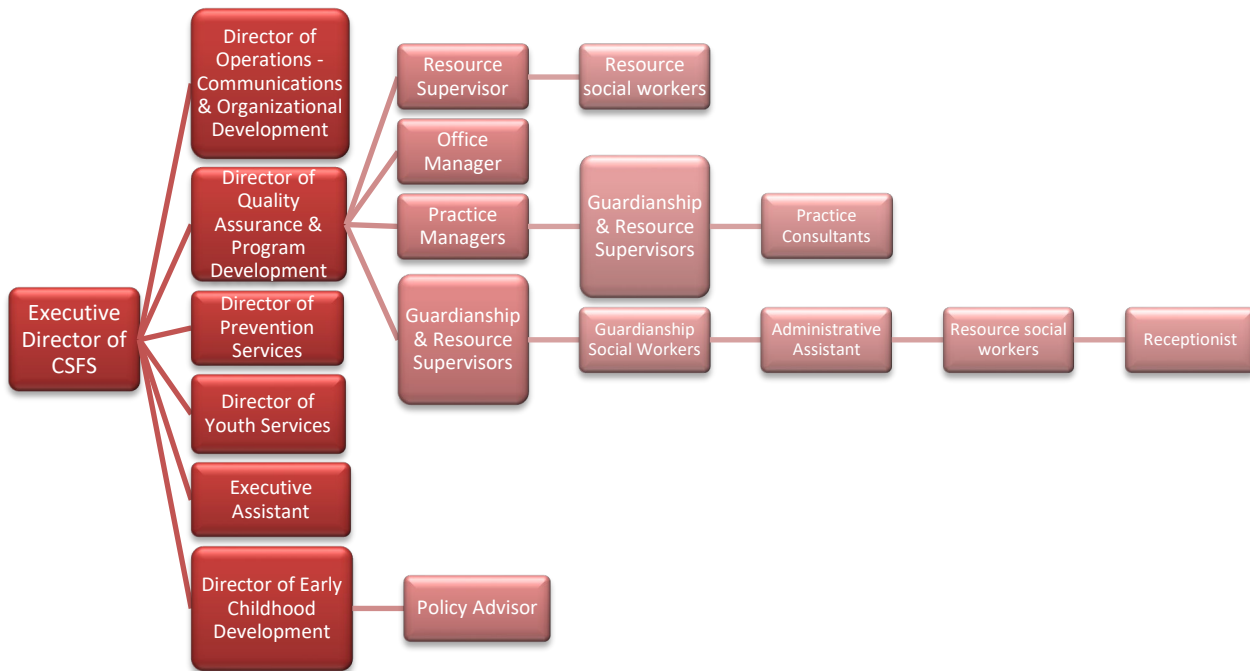 Executive
Director of
CSFS
Director of
Operations -
Communications
& Organizational
Development
Director of
Quality
Assurance &
Program
Development
Resource
Supervisor
Resource
social workers
Office
Manager
Practice
Managers
Guardianship
& Resource
Supervisors
Practice
Consultants
Guardianship
& Resource
Supervisors
Guardianship
Social Workers
Administrative
Assistant
Resource social
workers
Receptionist
Director of
Prevention
Services
Director of
Youth Services
Executive
Assistant
Director of Early
Childhood
Development
Policy Advisor